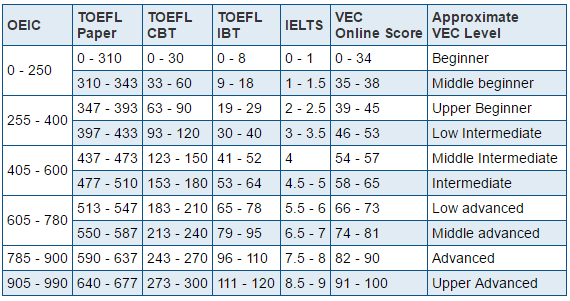 OEIC TOEFL Paper TOEFL CBT TOEFL IBT IELTS VEC Online Score Approximate VEC Level
0 - 250 0 - 310 0 - 30 0 - 8 0 - 1 0 - 34 Beginner
310 - 343 33 - 60 9 - 18 1 - 1.5 35 - 38 Middle beginner
255 - 400 347 - 393 63 - 90 19 - 29 2 - 2.5 39 - 45 Upper Beginner
397 - 433 93 - 120 30 - 40 3 - 3.5 46 - 53 Low Intermediate
405 - 600 437 - 473 123 - 150 41 - 52 4 54 - 57 Middle Intermediate
477 - 510 153 - 180 53 - 64 4.5 - 5 58 - 65 Intermediate
605 - 780 513 - 547 183 - 210 65 - 78 5.5 - 6 66 - 73 Low advanced
550 - 587 213 - 240 79 - 95 6.5 - 7 74 - 81 Middle advanced
785 - 900 590 - 637 243 - 270 96 - 110 7.5 - 8 82 - 90 Advanced
905 - 990 640 - 677 273 - 300 111 - 120 8.5 - 9 91 - 100 Upper Advanced